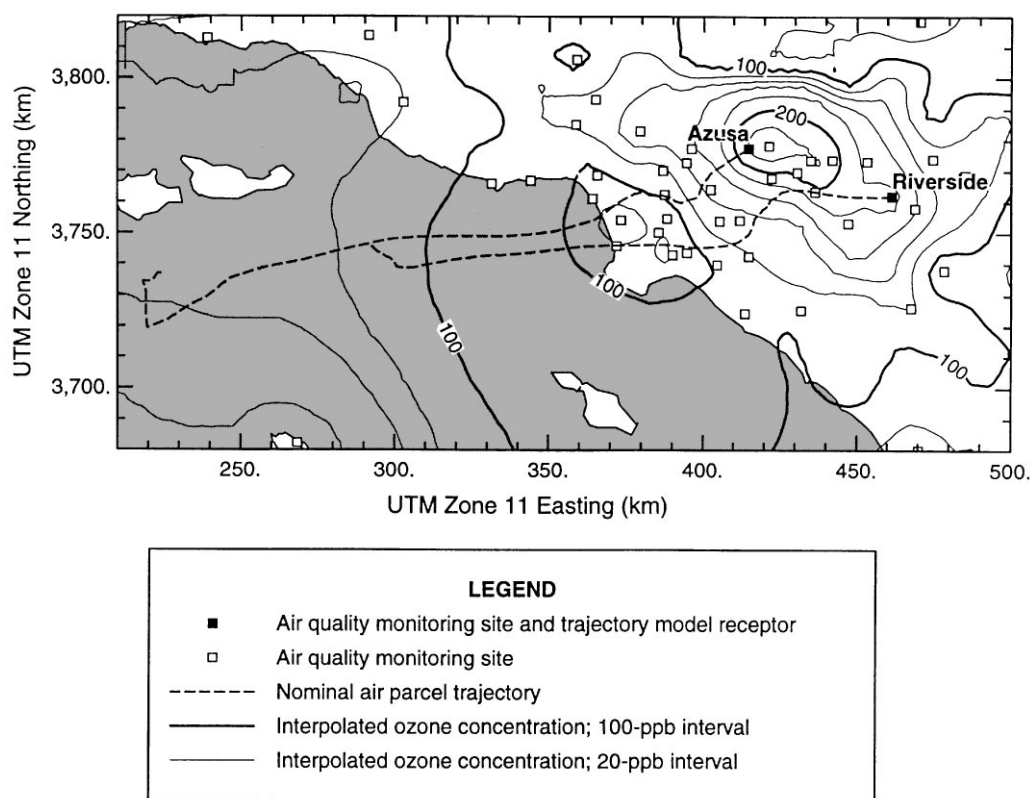 100
200
Azusa
Riverside
100
100
100
3,800.
3,750.
3,700.
UTM Zone 11 Northing (km)
250.
300.
350.
400.
450.
500.
UTM Zone 11 Easting (km)
LEGEND
Air quality monitoring site and trajectory model receptor
Air quality monitoring site
Nominal air parcel trajectory
Interpolated ozone concentration; 100-ppb interval
Interpolated ozone concentration; 20-ppb interval